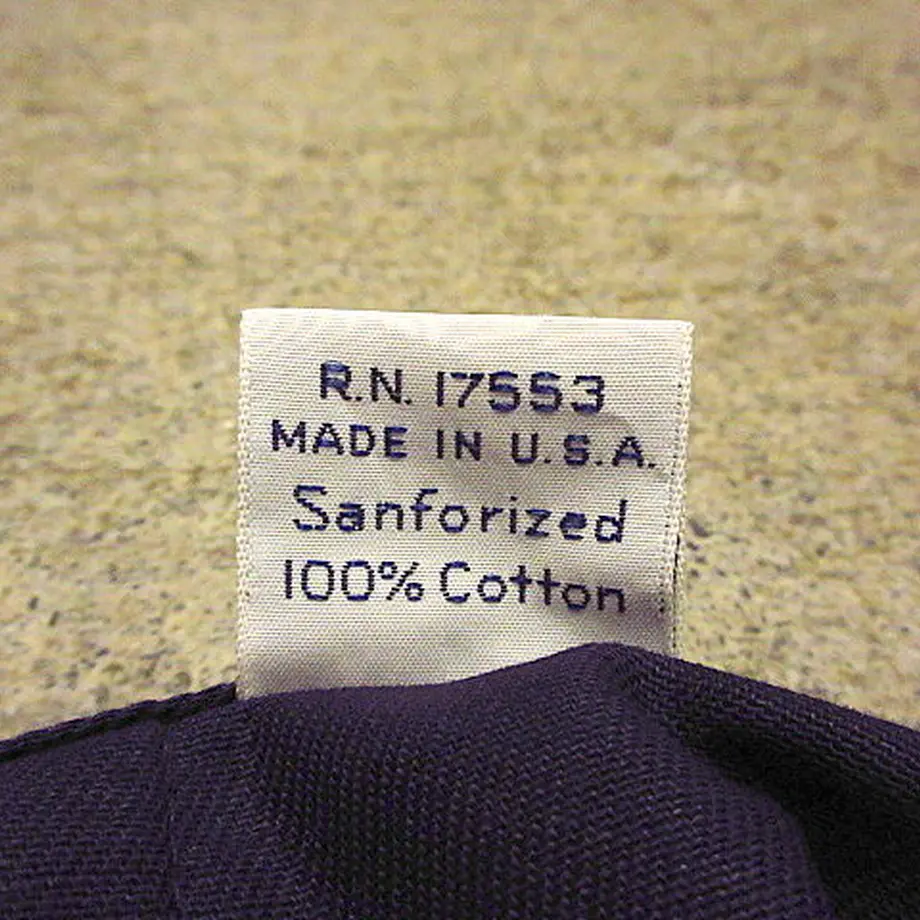 R.N. 17553
MADE IN U.S.A.
Sanforized
100% Cotton